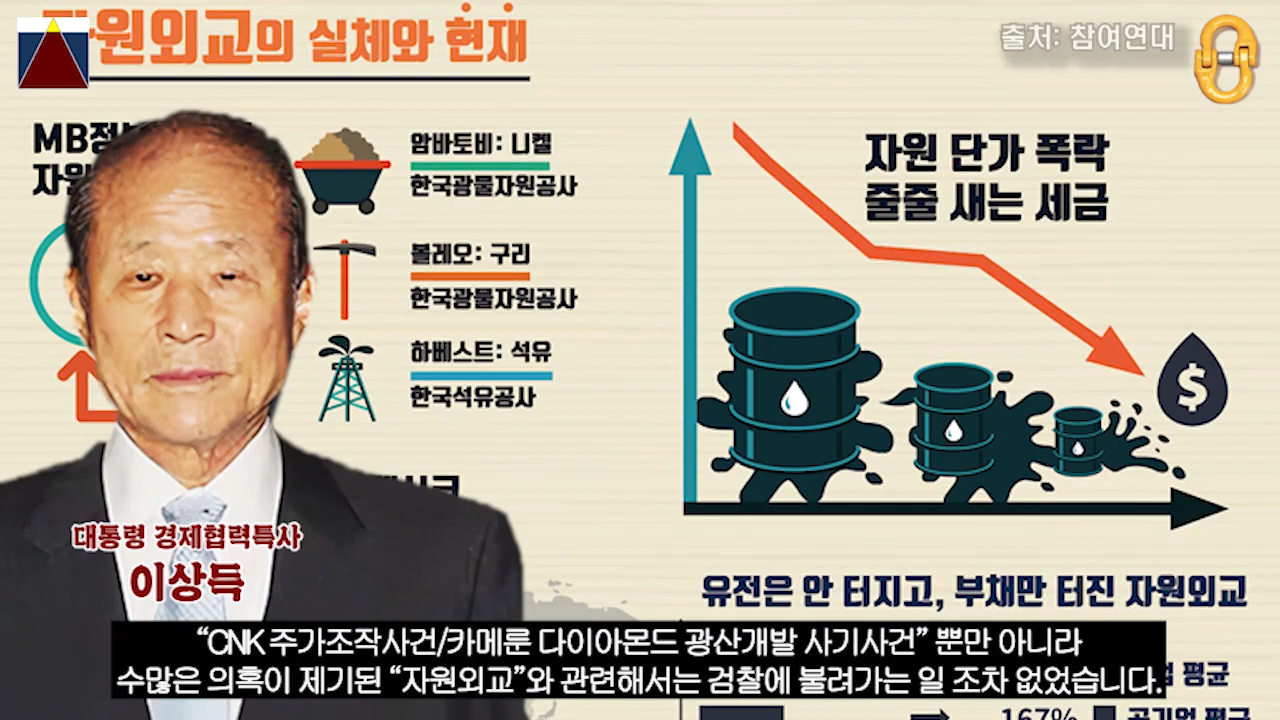 자원외교의 실체와 현재
출처: 참여연대
MB정부
자원
암바토비: 니켈
한국광물자원공사
볼레오: 구리
한국광물자원공사
하베스트: 석유
한국석유공사
자원 단가 폭락
줄줄 새는 세금
$
유전은 안 터지고, 부채만 터진 자원외교
대통령 경제협력특사
이상득
“CNK 주가조작사건/카메룬 다이아몬드 광산개발 사기사건” 뿐만 아니라
수많은 의혹이 제기된 “자원외교”와 관련해서는 검찰에 불려가는 일 조차 없었습니다.
평균
167%
공기업 평균